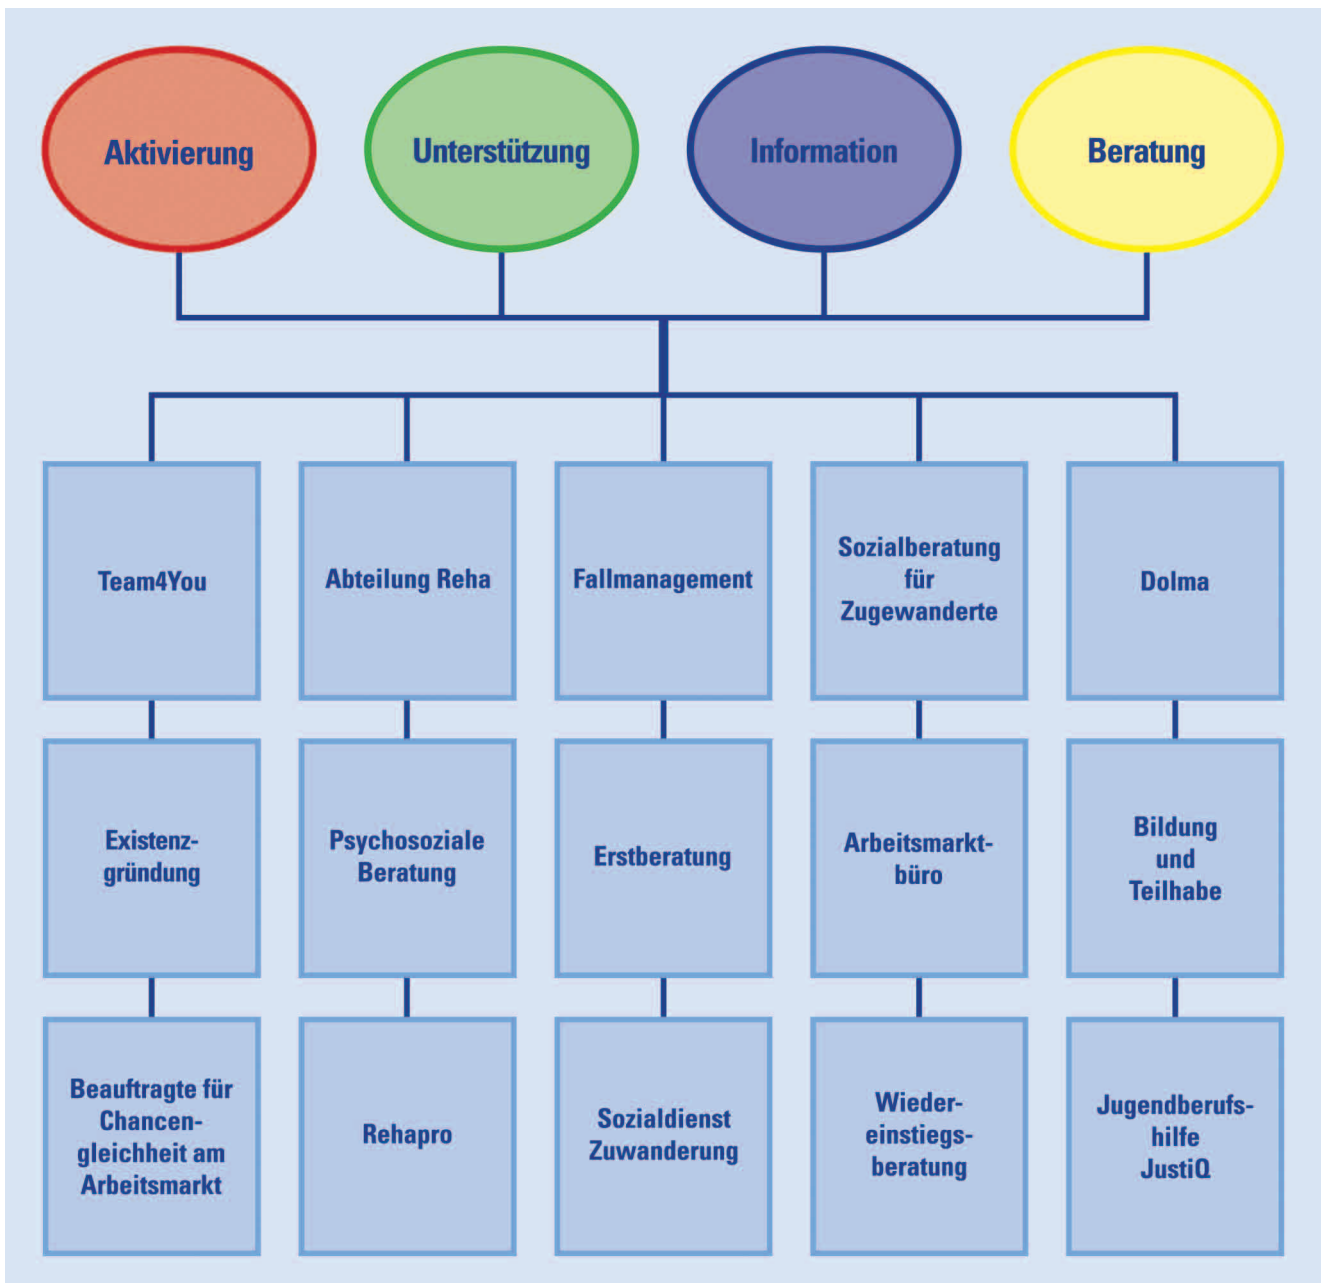 Aktivierung
Unterstützung
Information
Beratung
Team4You
Abteilung Reha
Fallmanagement
Sozialberatung
für
Zugewanderte
Dolma
Existenz-
gründung
Psychosoziale
Beratung
Erstberatung
Arbeitsmarkt-
büro
Bildung
und
Teilhabe
Beauftragte für
Chancen-
gleichheit am
Arbeitsmarkt
Rehapro
Sozialdienst
Zuwanderung
Wieder-
einstiegs-
beratung
Jugendberufs-
hilfe
JustiQ